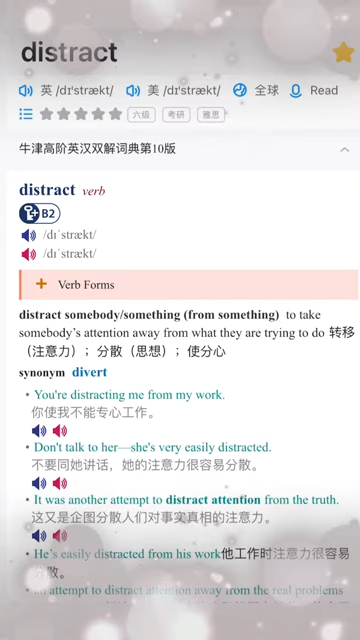 distract
英 /dɪˈstrækt/ 美 /dɪˈstrækt/ 全球 Read
六级 考研 雅思
牛津高阶英汉双解词典第10版
distract verb
B2
/dɪˈstrækt/
/dɪˈstrækt/
+ Verb Forms
distract somebody/something (from something) to take
somebody’s attention away from what they are trying to do 转移
（注意力）；分散（思想）；使分心
synonym divert
• You're distracting me from my work.
你使我不能专心工作。
• Don't talk to her—she's very easily distracted.
不要同她讲话，她的注意力很容易分散。
• It was another attempt to distract attention from the truth.
这又是企图分散人们对事实真相的注意力。
• He’s easily distracted from his work他工作时注意力很容易
分散。
• an attempt to distract attention away from the real problems